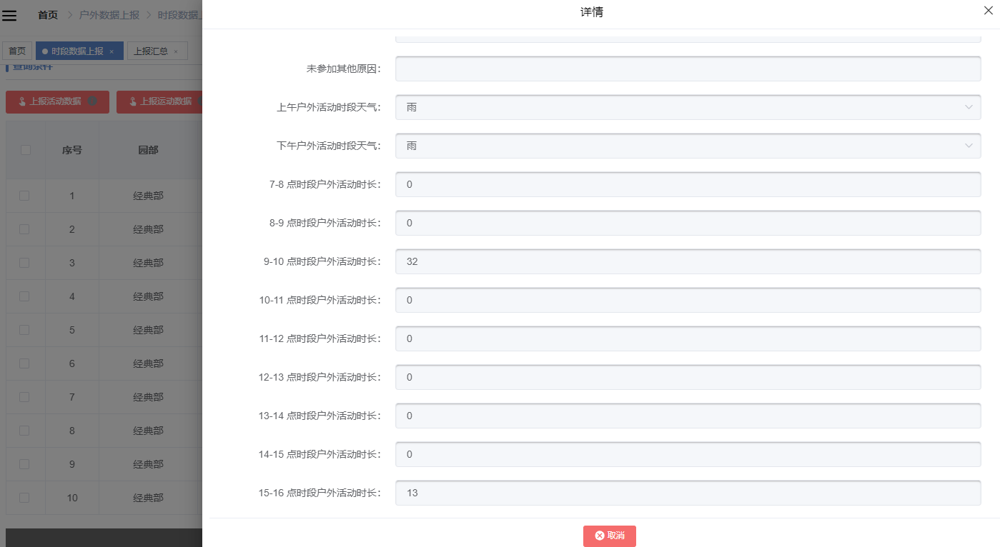 首页 > 户外数据上报 > 时段数据上
首页
时段数据上报 ×
上报汇总 ×
查询条件
上报活动数据
上报运动数据
序号 园部
1 经典部
2 经典部
3 经典部
4 经典部
5 经典部
6 经典部
7 经典部
8 经典部
9 经典部
10 经典部
详情
未参加其他原因：
上午户外活动时段天气： 雨
下午户外活动时段天气： 雨
7-8 点时段户外活动时长： 0
8-9 点时段户外活动时长： 0
9-10 点时段户外活动时长： 32
10-11 点时段户外活动时长： 0
11-12 点时段户外活动时长： 0
12-13 点时段户外活动时长： 0
13-14 点时段户外活动时长： 0
14-15 点时段户外活动时长： 0
15-16 点时段户外活动时长： 13
取消